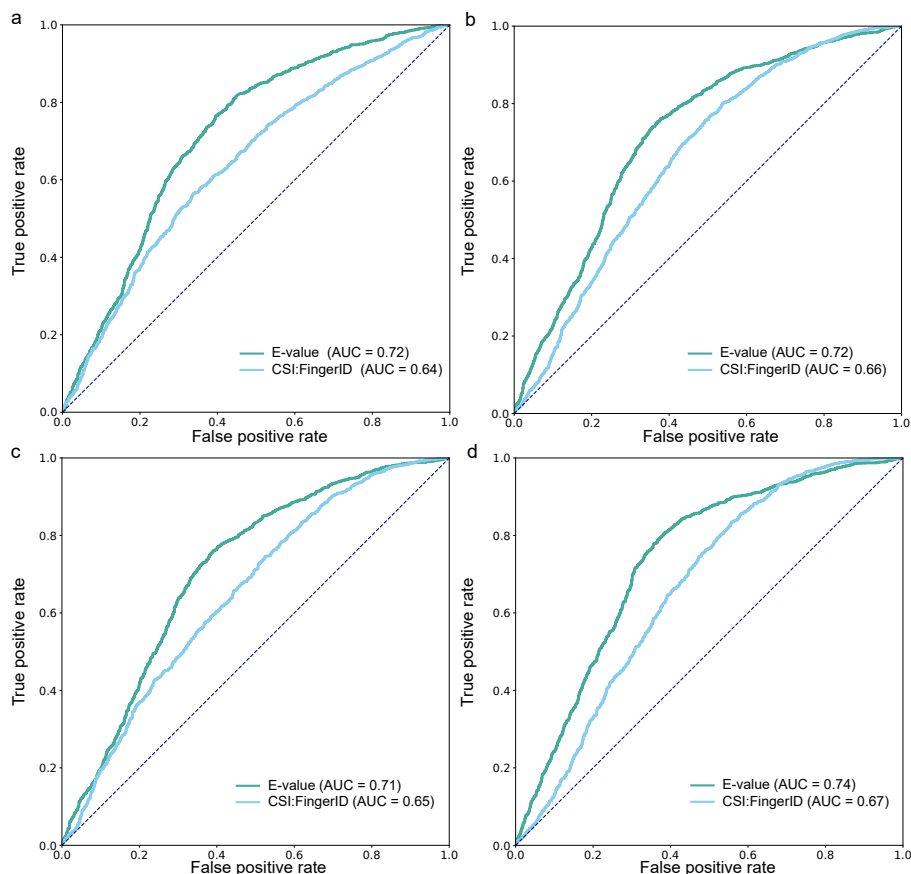 a
1.0
0.8
0.6
0.4
0.2
0.0
True positive rate
E-value (AUC = 0.72)
CSI:FingerID (AUC = 0.64)
0.0 0.2 0.4 0.6 0.8 1.0
False positive rate
b
1.0
0.8
0.6
0.4
0.2
0.0
True positive rate
E-value (AUC = 0.72)
CSI:FingerID (AUC = 0.66)
0.0 0.2 0.4 0.6 0.8 1.0
False positive rate
c
1.0
0.8
0.6
0.4
0.2
0.0
True positive rate
E-value (AUC = 0.71)
CSI:FingerID (AUC = 0.65)
0.0 0.2 0.4 0.6 0.8 1.0
False positive rate
d
1.0
0.8
0.6
0.4
0.2
0.0
True positive rate
E-value (AUC = 0.74)
CSI:FingerID (AUC = 0.67)
0.0 0.2 0.4 0.6 0.8 1.0
False positive rate